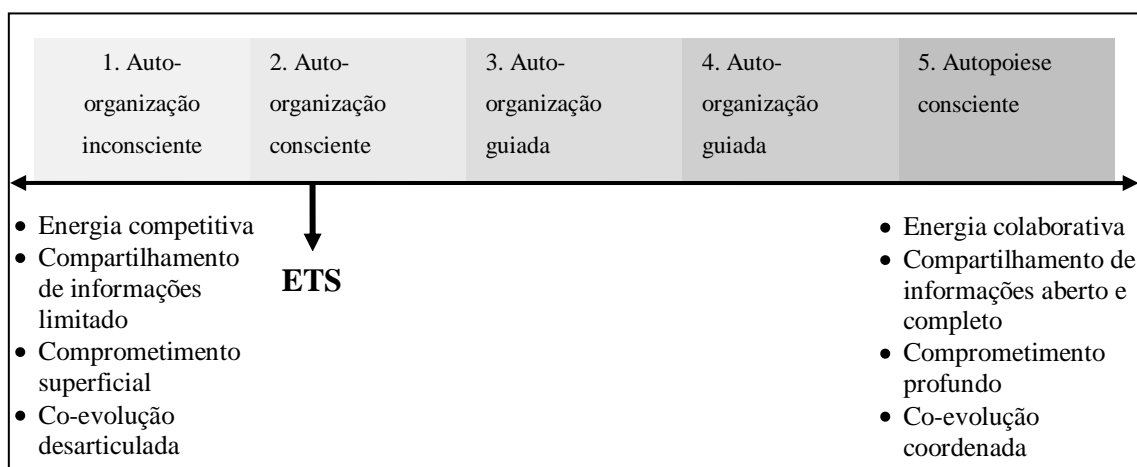 1. Auto-
organização
inconsciente
2. Auto-
organização
consciente
3. Auto-
organização
guiada
4. Auto-
organização
guiada
5. Autopoiese
consciente
• Energia competitiva
• Compartilhamento
de informações
limitado
• Comprometimento
superficial
• Co-evolução
desarticulada
ETS
• Energia colaborativa
• Compartilhamento de
informações aberto e
completo
• Comprometimento
profundo
• Co-evolução
coordenada